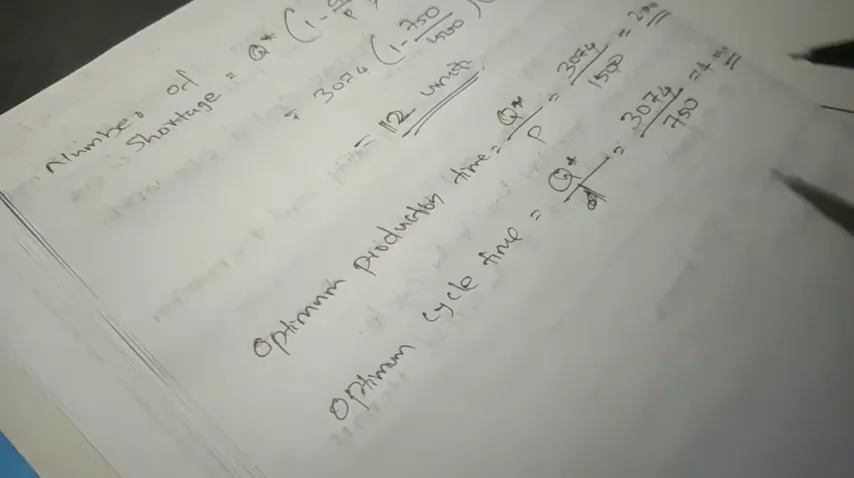 Number of
Shortage = Q* (1 -
= 3074 (1 - 750/1500)
= 12 units
Optimum production time = Q*/P = 3074/1500 =
Optimum cycle time = Q*/d = 3074/750 =